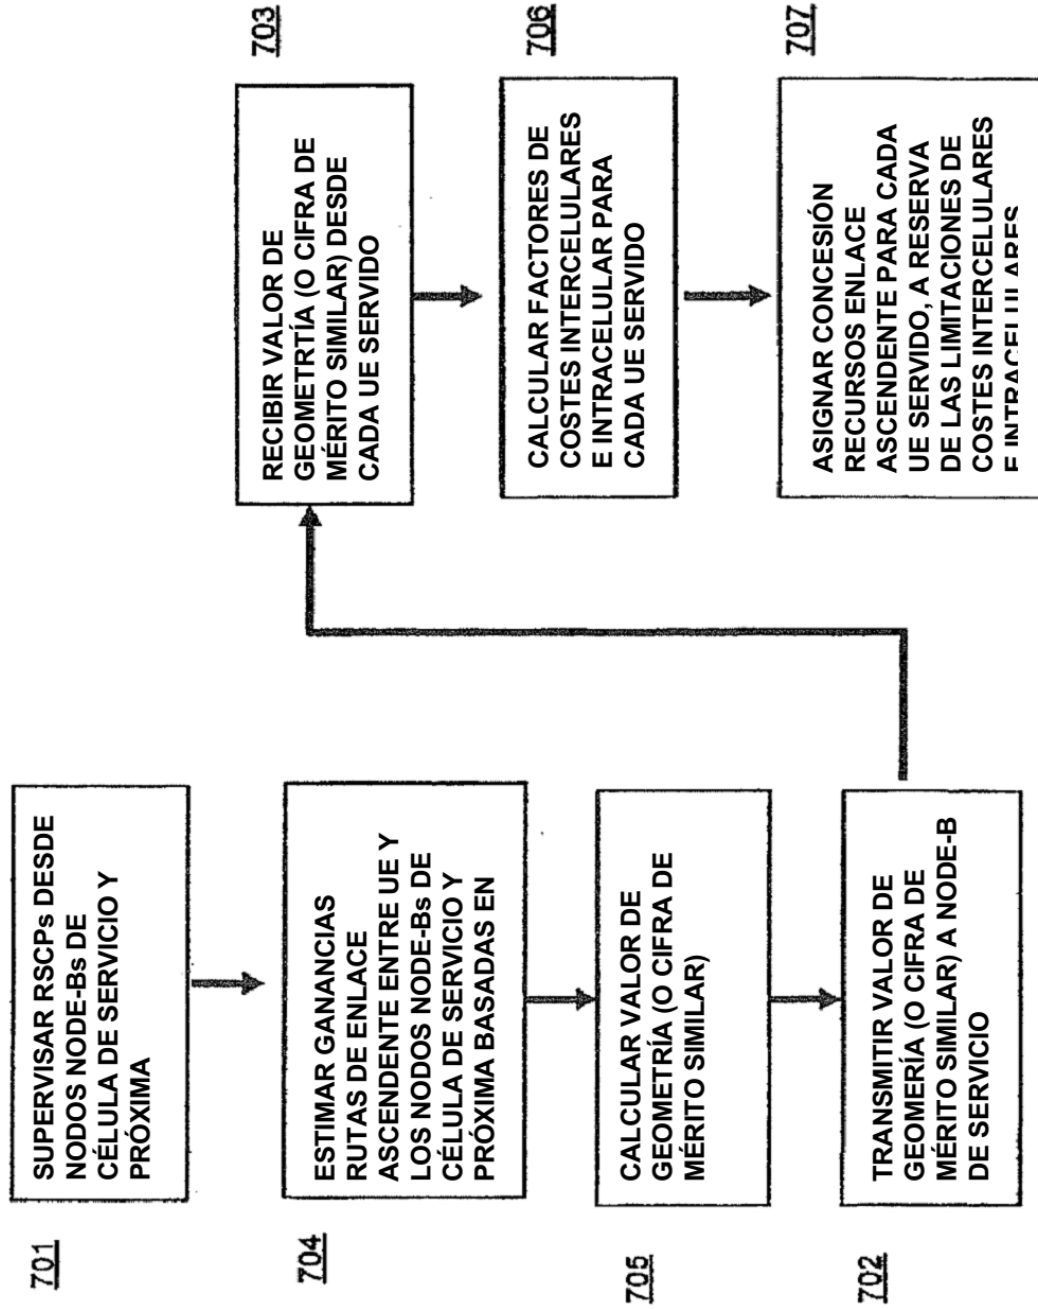 701
SUPERVISAR RSCPs DESDE
NODOS NODE-Bs DE
CÉLULA DE SERVICIO Y
PRÓXIMA
704
ESTIMAR GANANCIAS
RUTAS DE ENLACE
ASCENDENTE ENTRE UE Y
LOS NODOS NODE-Bs DE
CÉLULA DE SERVICIO Y
PRÓXIMA BASADAS EN
705
CALCULAR VALOR DE
GEOMETRÍA (O CIFRA DE
MÉRITO SIMILAR)
702
TRANSMITIR VALOR DE
GEOMERÍA (O CIFRA DE
MÉRITO SIMILAR) A NODE-B
DE SERVICIO
703
RECIBIR VALOR DE
GEOMETRTÍA (O CIFRA DE
MÉRITO SIMILAR) DESDE
CADA UE SERVIDO
706
CALCULAR FACTORES DE
COSTES INTERCELULARES
E INTRACELULAR PARA
CADA UE SERVIDO
707
ASIGNAR CONCESIÓN
RECURSOS ENLACE
ASCENDENTE PARA CADA
UE SERVIDO, A RESERVA
DE LAS LIMITACIONES DE
COSTES INTERCELULARES
E INTRACELULARES